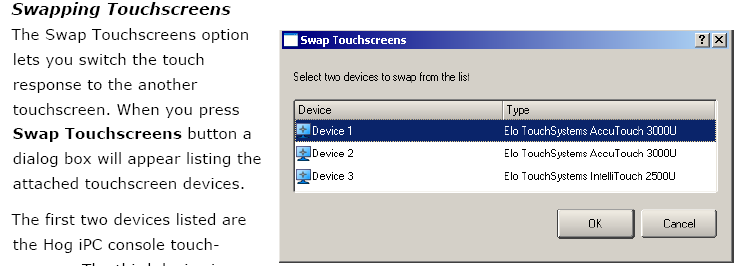 Swapping Touchscreens
The Swap Touchscreens option
lets you switch the touch
response to the another
touchscreen. When you press
Swap Touchscreens button a
dialog box will appear listing the
attached touchscreen devices.
The first two devices listed are
the Hog iPC console touch-
Swap Touchscreens
Select two devices to swap from the list
Device Type
Device 1 Elo TouchSystems AccuTouch 3000U
Device 2 Elo TouchSystems AccuTouch 3000U
Device 3 Elo TouchSystems IntelliTouch 2500U
OK Cancel